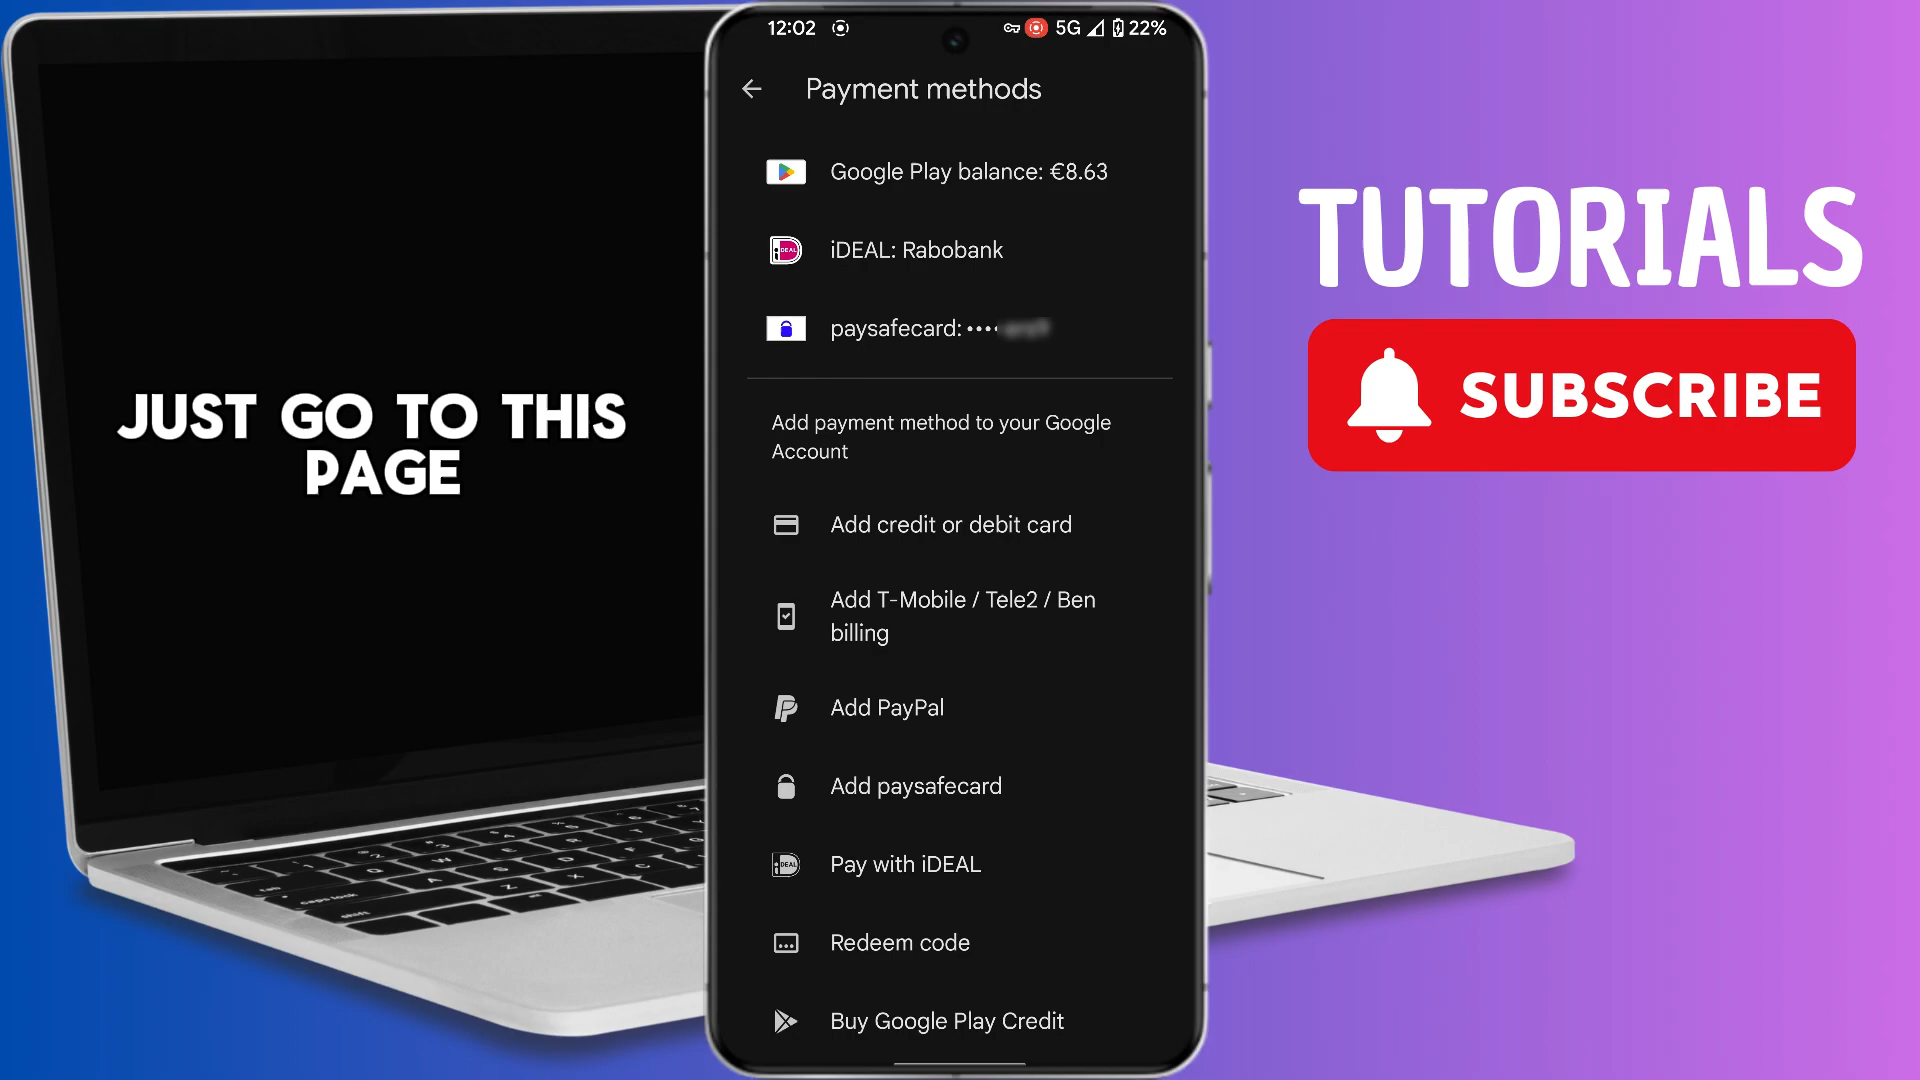 12:02
5G 22%
Payment methods
Google Play balance: €8.63
iDEAL: Rabobank
paysafecard: ••••
Add payment method to your Google
Account
Add credit or debit card
Add T-Mobile / Tele2 / Ben
billing
Add PayPal
Add paysafecard
Pay with iDEAL
Redeem code
Buy Google Play Credit
JUST GO TO THIS
PAGE
TUTORIALS
SUBSCRIBE